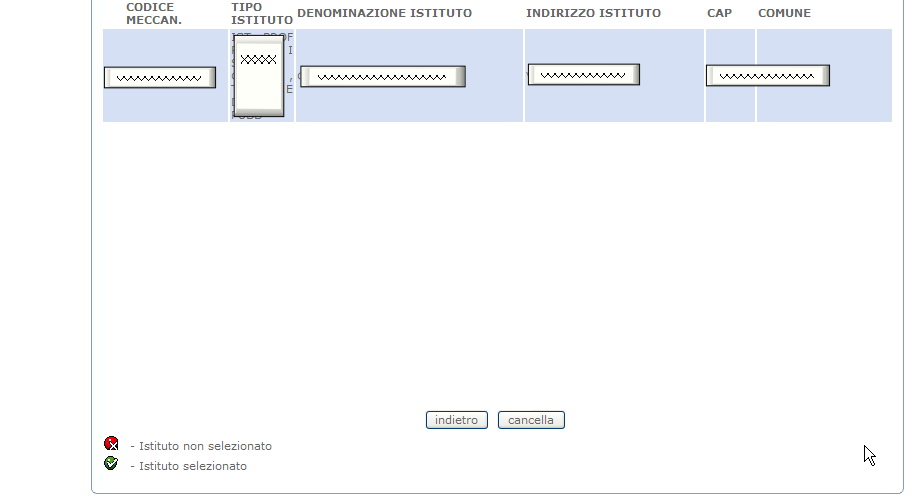 CODICE MECCAN. TIPO ISTITUTO DENOMINAZIONE ISTITUTO INDIRIZZO ISTITUTO CAP COMUNE
indietro cancella
- Istituto non selezionato
- Istituto selezionato